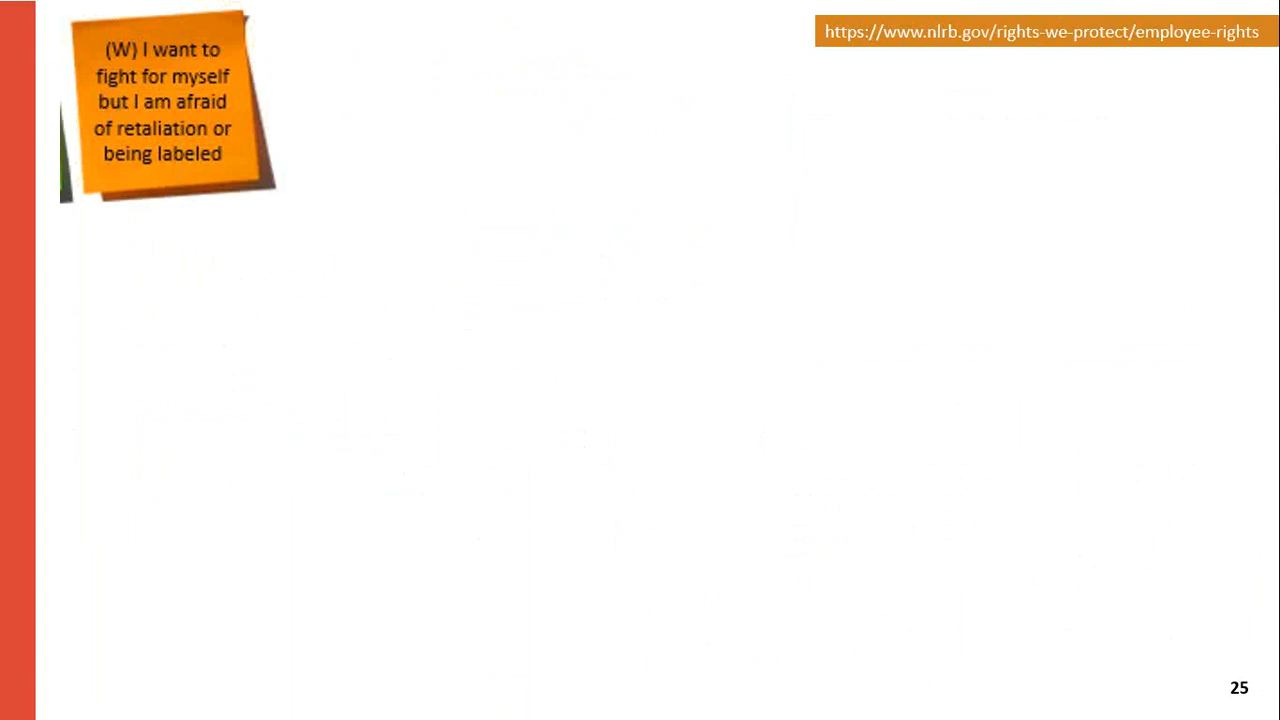 (W) I want to
fight for myself
but I am afraid
of retaliation or
being labeled
https://www.nlrb.gov/rights-we-protect/employee-rights
25